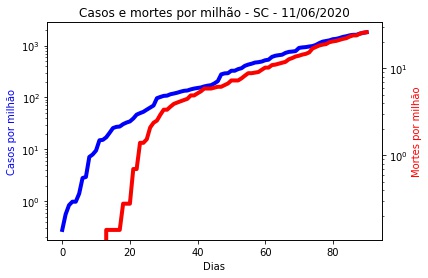 Casos e mortes por milhão - SC - 11/06/2020
10³
10²
10¹
10⁰
Casos por milhão
10¹
10⁰
Mortes por milhão
0 20 40 60 80
Dias